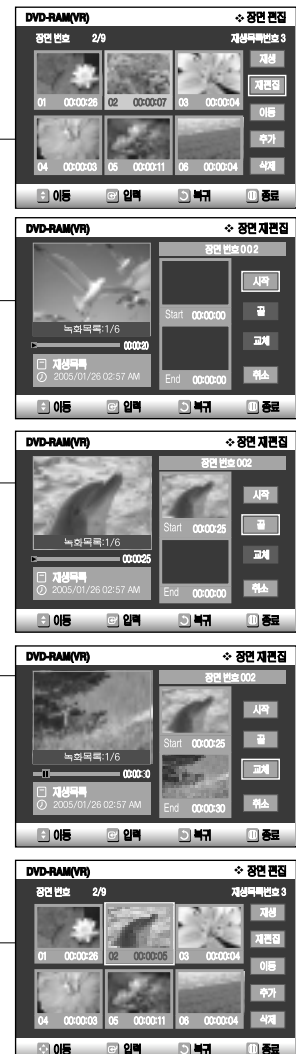 DVD-RAM(VR) ❖ 장면 편집
장면 번호 2/9 재생목록번호 3
재생
재편집
이동
추가
삭제
01 00:00:26 02 00:00:07 03 00:00:04
04 00:00:03 05 00:00:11 06 00:00:04
이동 입력 복귀 종료
DVD-RAM(VR) ❖ 장면 재편집
장면 번호 002
시작
끝
교체
취소
Start 00:00:00
녹화목록:1/6
00:00:20
재생목록
2005/01/26 02:57 AM
End 00:00:00
이동 입력 복귀 종료
DVD-RAM(VR) ❖ 장면 재편집
장면 번호 002
시작
끝
교체
취소
Start 00:00:25
녹화목록:1/6
00:00:25
재생목록
2005/01/26 02:57 AM
End 00:00:00
이동 입력 복귀 종료
DVD-RAM(VR) ❖ 장면 재편집
장면 번호 002
시작
끝
교체
취소
Start 00:00:25
녹화목록:1/6
00:00:30
재생목록
2005/01/26 02:57 AM
End 00:00:30
이동 입력 복귀 종료
DVD-RAM(VR) ❖ 장면 편집
장면 번호 2/9 재생목록번호 3
재생
재편집
이동
추가
삭제
01 00:00:26 02 00:00:05 03 00:00:04
04 00:00:03 05 00:00:11 06 00:00:04
이동 입력 복귀 종료